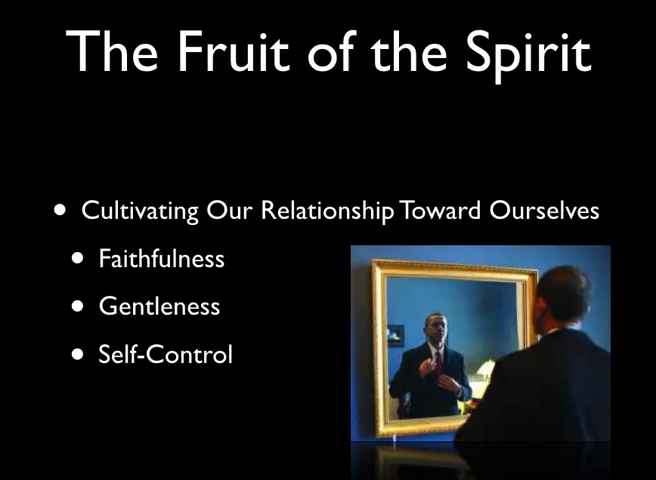 The Fruit of the Spirit
• Cultivating Our Relationship Toward Ourselves
• Faithfulness
• Gentleness
• Self-Control